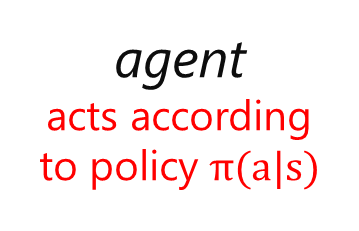 agent
acts according
to policy π(a|s)